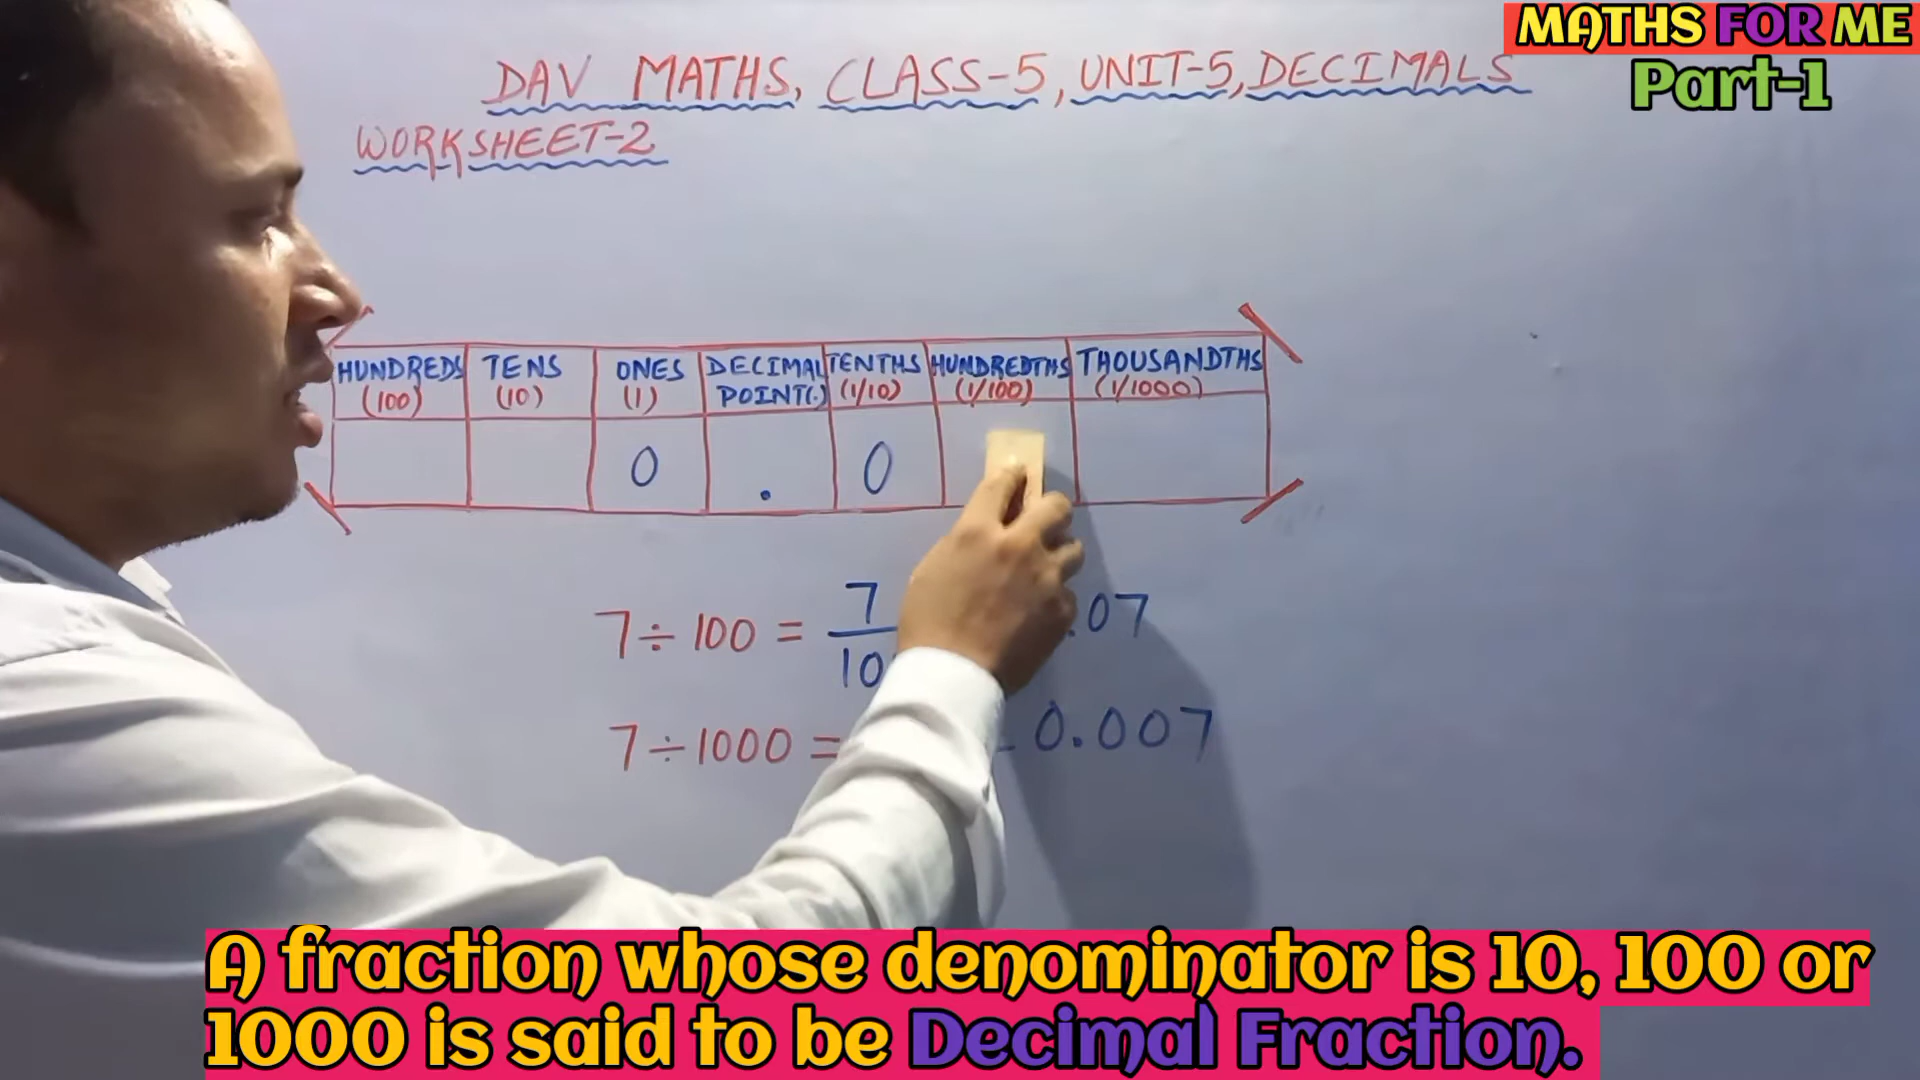 MATHS FOR ME
Part-1
DAV MATHS, CLASS-5, UNIT-5, DECIMALS
WORKSHEET-2
HUNDREDS TENS ONES DECIMAL TENTHS HUNDREDTHS THOUSANDTHS
(100) (10) (1) POINT(.) (1/10) (1/100) (1/1000)
0 . 0
7 ÷ 100 = 7/10 .07
7 ÷ 1000 = 0.007
A fraction whose denominator is 10, 100 or
1000 is said to be Decimal Fraction.